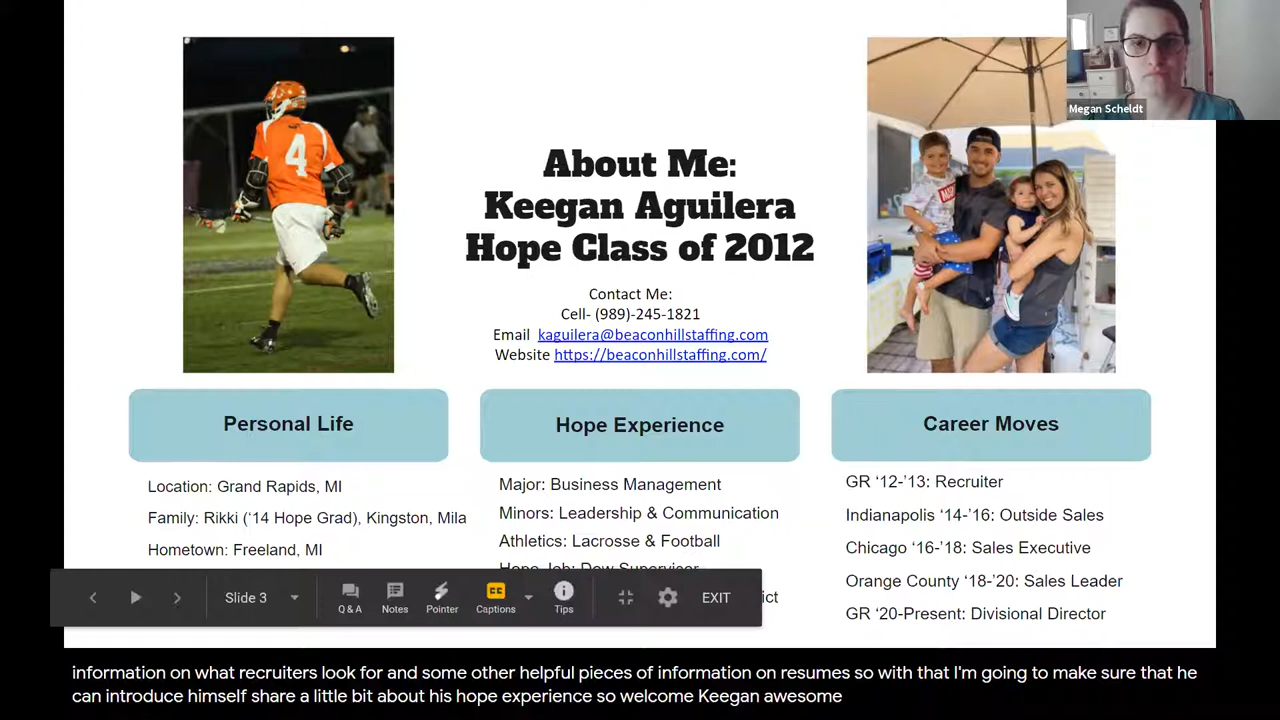 Megan Scheldt
4
About Me:
Keegan Aguilera
Hope Class of 2012
Contact Me:
Cell- (989)-245-1821
Email kaguilera@beaconhillstaffing.com
Website https://beaconhillstaffing.com/
Personal Life
Location: Grand Rapids, MI
Family: Rikki (‘14 Hope Grad), Kingston, Mila
Hometown: Freeland, MI
Hope Experience
Major: Business Management
Minors: Leadership & Communication
Athletics: Lacrosse & Football
Hope Job: Dow Supervisor
Career Moves
GR ‘12-’13: Recruiter
Indianapolis ‘14-’16: Outside Sales
Chicago ‘16-’18: Sales Executive
Orange County ‘18-’20: Sales Leader
GR ‘20-Present: Divisional Director
Slide 3
Q & A
Notes
Pointer
CC
Captions
Tips
EXIT
information on what recruiters look for and some other helpful pieces of information on resumes so with that I'm going to make sure that he
can introduce himself share a little bit about his hope experience so welcome Keegan awesome